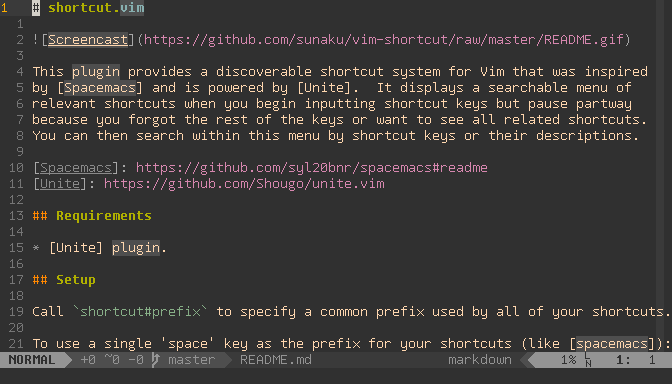 1 # shortcut.vim
1
2 ![Screencast](https://github.com/sunaku/vim-shortcut/raw/master/README.gif)
3
4 This plugin provides a discoverable shortcut system for Vim that was inspired
5 by [Spacemacs] and is powered by [Unite].  It displays a searchable menu of
6 relevant shortcuts when you begin inputting shortcut keys but pause partway
7 because you forgot the rest of the keys or want to see all related shortcuts.
8 You can then search within this menu by shortcut keys or their descriptions.
9
10 [Spacemacs]: https://github.com/syl20bnr/spacemacs#readme
11 [Unite]: https://github.com/Shougo/unite.vim
12
13 ## Requirements
14
15 * [Unite] plugin.
16
17 ## Setup
18
19 Call `shortcut#prefix` to specify a common prefix used by all of your shortcuts.
20
21 To use a single 'space' key as the prefix for your shortcuts (like [spacemacs]):
NORMAL +0 ~0 -0 master README.md markdown 1% LN 1: 1